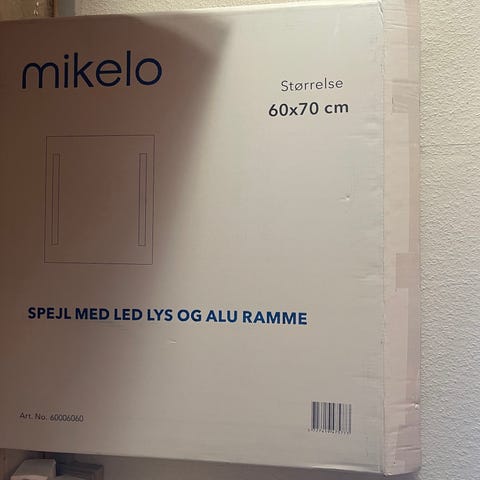 mikelo
Størrelse
60x70 cm
SPEJL MED LED LYS OG ALU RAMME
Art. No. 60006060